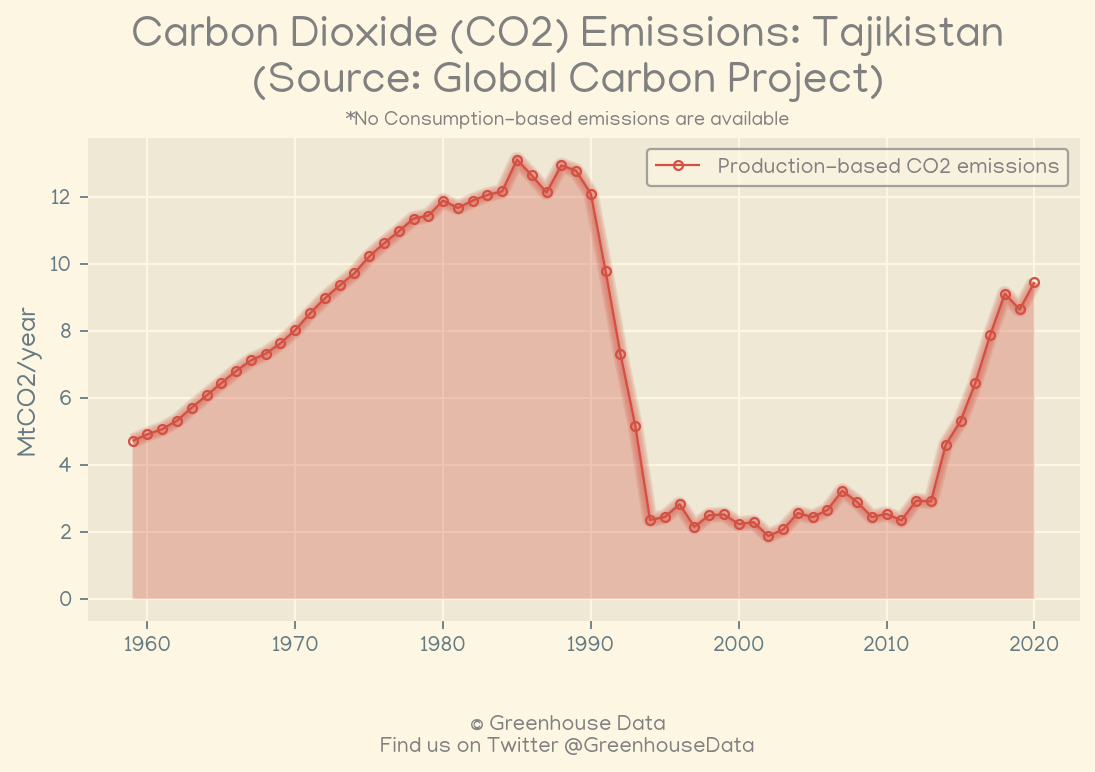 Carbon Dioxide (CO2) Emissions: Tajikistan
(Source: Global Carbon Project)
*No Consumption-based emissions are available
Production-based CO2 emissions
MtCO2/year
12
10
8
6
4
2
0
1960 1970 1980 1990 2000 2010 2020
© Greenhouse Data
Find us on Twitter @GreenhouseData